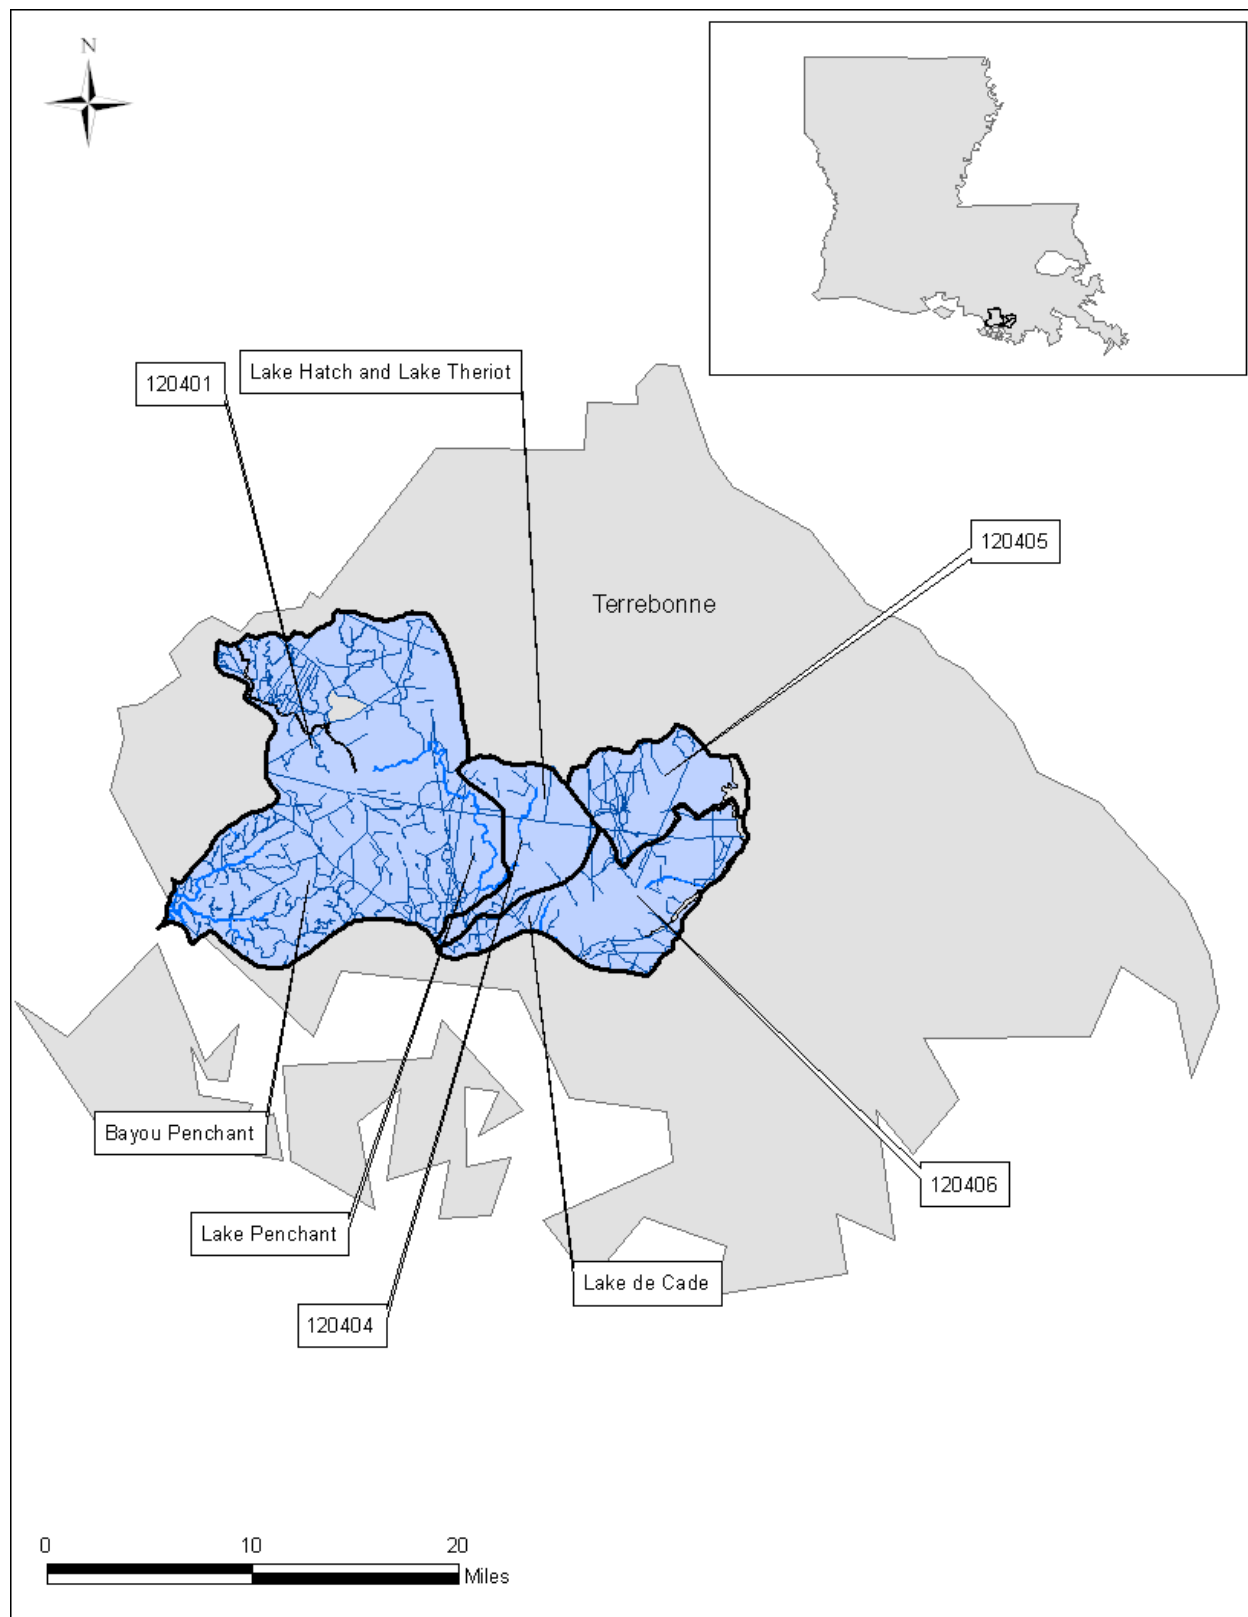 N
Lake Hatch and Lake Theriot
120401
120405
Terrebonne
Bayou Penchant
120406
Lake Penchant
Lake de Cade
120404
0 10 20
Miles